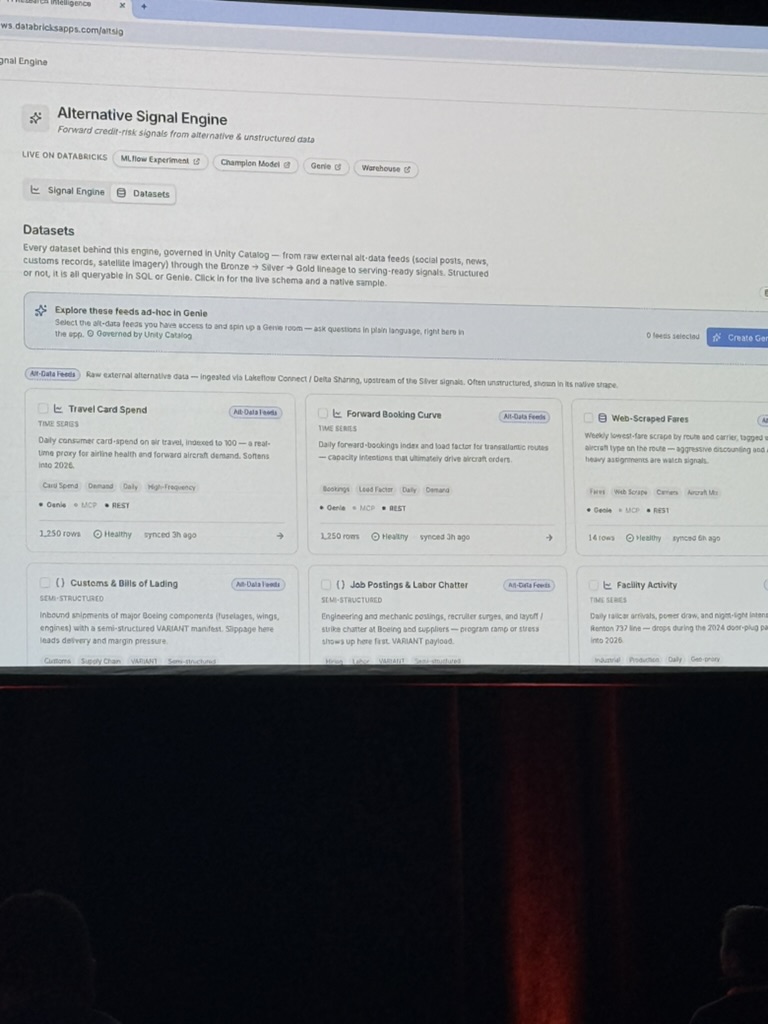 Research Intelligence
ws.databricksapps.com/altsig
gnal Engine
Alternative Signal Engine
Forward credit-risk signals from alternative & unstructured data
LIVE ON DATABRICKS MLflow Experiment Champion Model Genie Warehouse
Signal Engine Datasets
Datasets
Every dataset behind this engine, governed in Unity Catalog — from raw external alt-data feeds (social posts, news,
customs records, satellite imagery) through the Bronze → Silver → Gold lineage to serving-ready signals. Structured
or not, it is all queryable in SQL or Genie. Click in for the live schema and a native sample.
Explore these feeds ad-hoc in Genie
Select the alt-data feeds you have access to and spin up a Genie room — ask questions in plain language, right here in
the app. Governed by Unity Catalog
0 feeds selected Create Gen
Alt-Data Feeds Raw external alternative data — ingested via Lakeflow Connect / Delta Sharing, upstream of the Silver signals. Often unstructured, shown in its native shape.
Travel Card Spend Alt-Data Feeds
TIME SERIES
Daily consumer card-spend on air travel, indexed to 100 — a real-
time proxy for airline health and forward aircraft demand. Softens
into 2026.
Card Spend Demand Daily High-Frequency
• Genie • MCP • REST
1,250 rows Healthy synced 3h ago →
Forward Booking Curve Alt-Data Feeds
TIME SERIES
Daily forward-bookings index and load factor for transatlantic routes
— capacity intentions that ultimately drive aircraft orders.
Bookings Load Factor Daily Demand
• Genie • MCP • REST
1,250 rows Healthy synced 3h ago →
Web-Scraped Fares
Weekly lowest-fare scrape by route and carrier, tagged
aircraft type on the route — aggressive discounting and
heavy assignments are watch signals.
Fares Web Scrape Carriers Aircraft Mix
• Genie • MCP • REST
14 rows Healthy synced 6h ago
{} Customs & Bills of Lading Alt-Data Feeds
SEMI-STRUCTURED
Inbound shipments of major Boeing components (fuselages, wings,
engines) with a semi-structured VARIANT manifest. Slippage here
leads delivery and margin pressure.
Customs Supply Chain VARIANT Semi-structured
{} Job Postings & Labor Chatter Alt-Data Feeds
SEMI-STRUCTURED
Engineering and mechanic postings, recruiter surges, and layoff /
strike chatter at Boeing and suppliers — program ramp or stress
shows up here first. VARIANT payload.
Hiring Labor VARIANT Semi-structured
Facility Activity
TIME SERIES
Daily railcar arrivals, power draw, and night-light intens
Renton 737 line — drops during the 2024 door-plug pa
into 2026.
Industrial Production Daily Geo-proxy